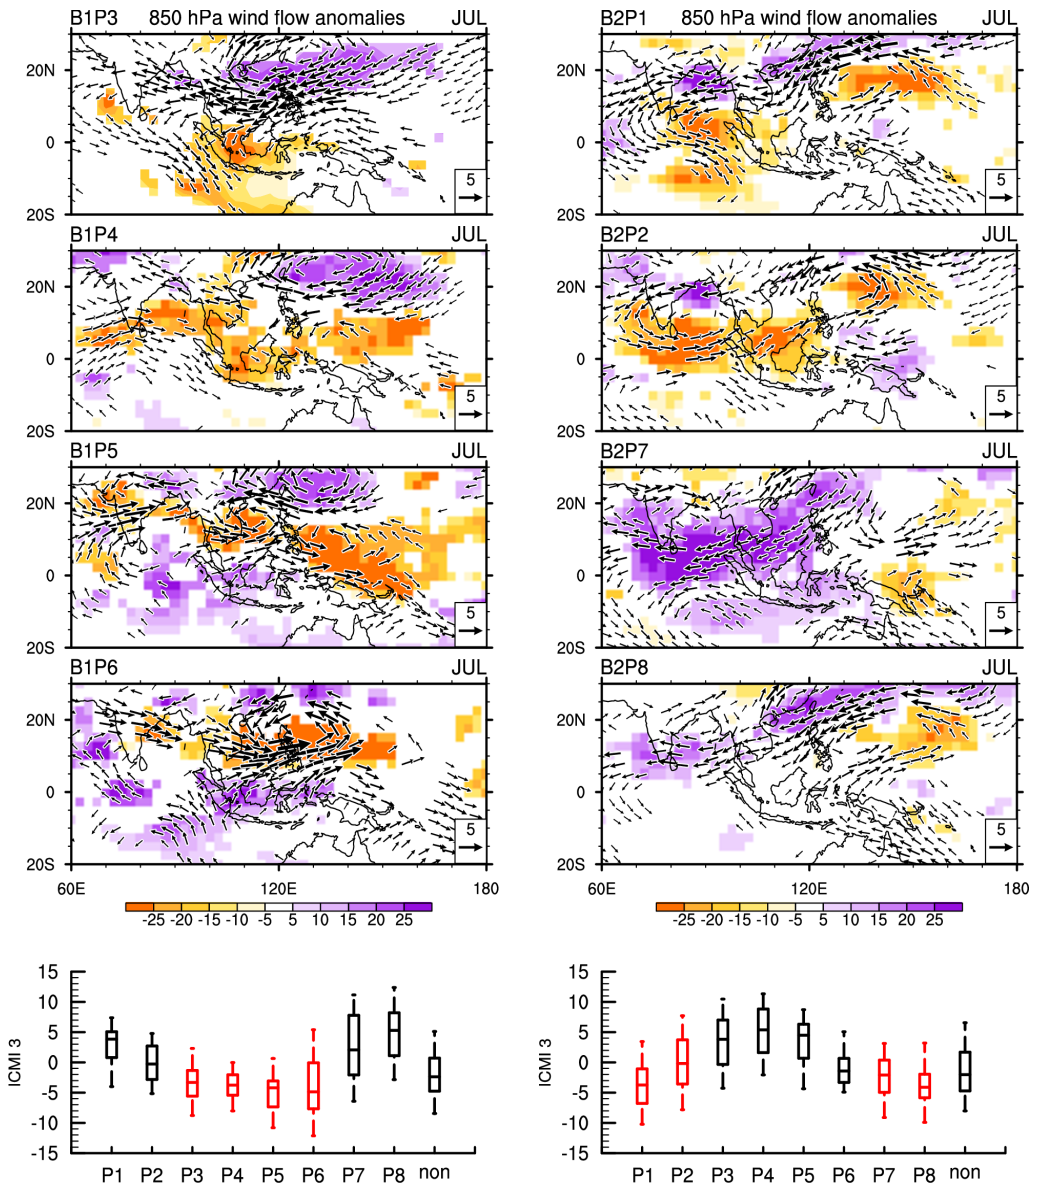 B1P3 850 hPa wind flow anomalies JUL
20N
0
20S
5
B1P4 JUL
20N
0
20S
5
B1P5 JUL
20N
0
20S
5
B1P6 JUL
20N
0
20S
5
60E 120E 180
-25 -20 -15 -10 -5 5 10 15 20 25
B2P1 850 hPa wind flow anomalies JUL
20N
0
20S
5
B2P2 JUL
20N
0
20S
5
B2P7 JUL
20N
0
20S
5
B2P8 JUL
20N
0
20S
5
60E 120E 180
-25 -20 -15 -10 -5 5 10 15 20 25
ICMI 3
15
10
5
0
-5
-10
-15
P1 P2 P3 P4 P5 P6 P7 P8 non
ICMI 3
15
10
5
0
-5
-10
-15
P1 P2 P3 P4 P5 P6 P7 P8 non